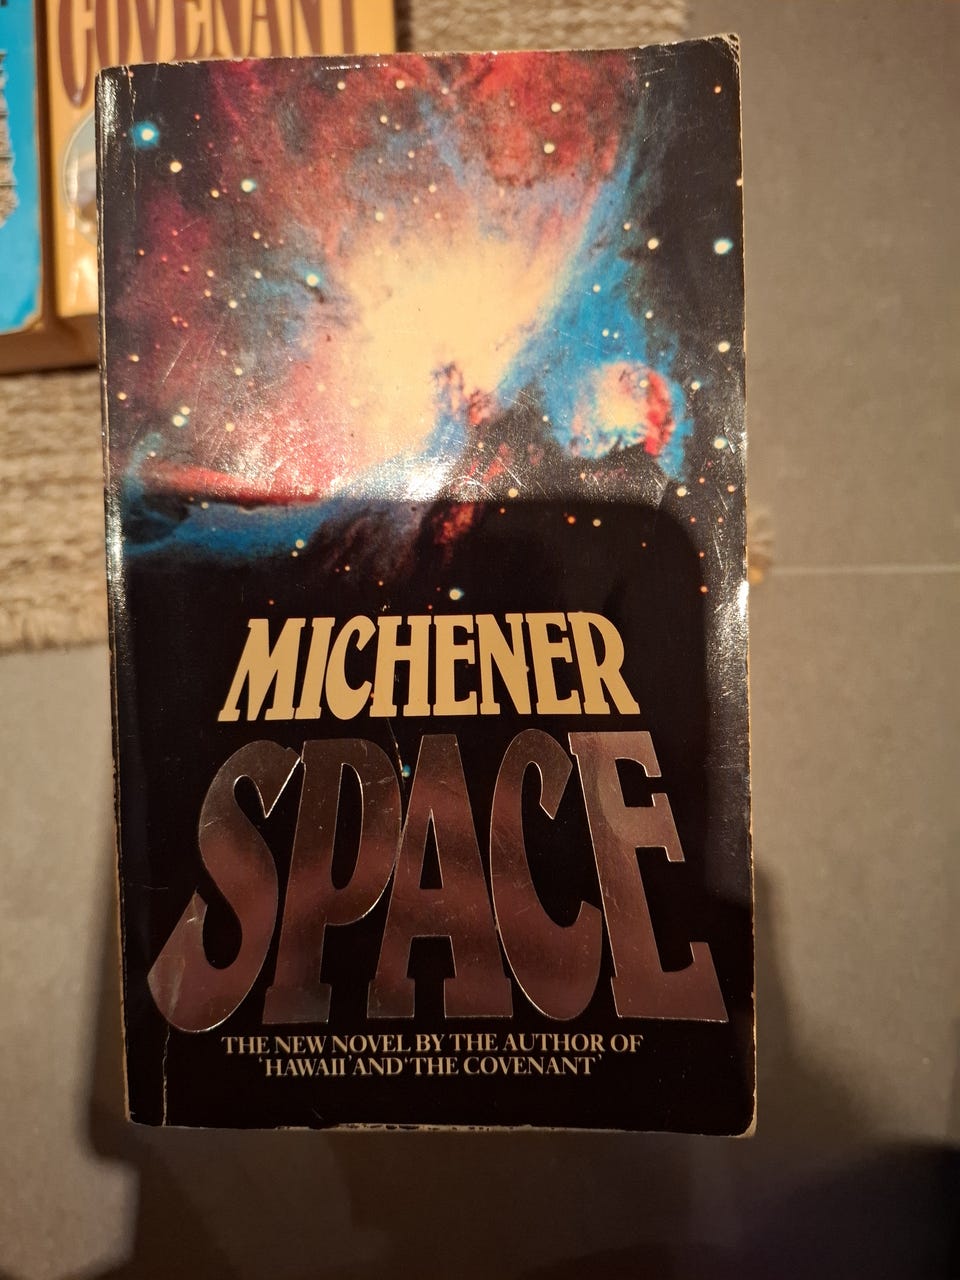 COVENANT
MICHENER
SPACE
THE NEW NOVEL BY THE AUTHOR OF
'HAWAII' AND 'THE COVENANT'